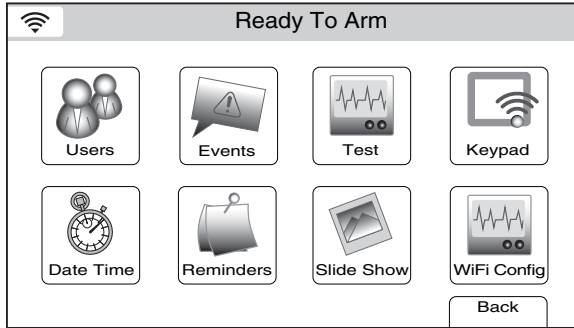 Ready To Arm
Users
Events
Test
Keypad
Date Time
Reminders
Slide Show
WiFi Config
Back